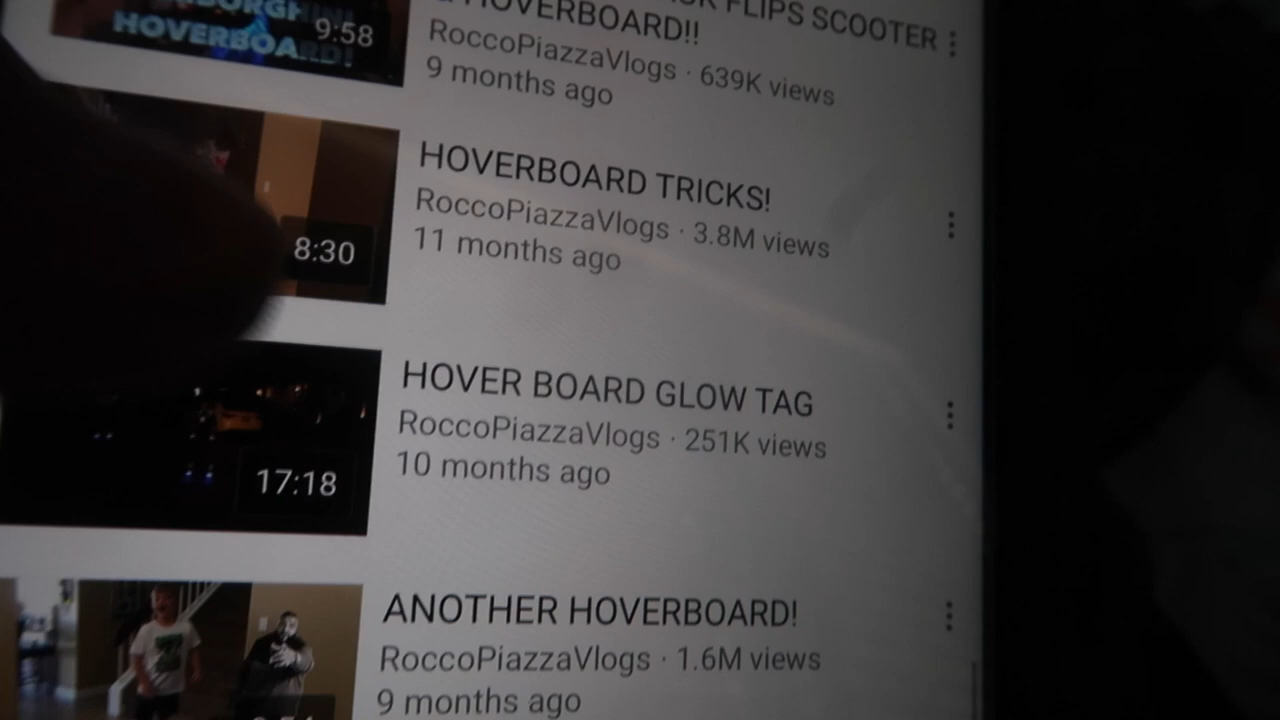 HOVERBOARD!
9:58
FLIPS SCOOTER
HOVERBOARD!!
RoccoPiazzaVlogs · 639K views
9 months ago
8:30
HOVERBOARD TRICKS!
RoccoPiazzaVlogs · 3.8M views
11 months ago
17:18
HOVER BOARD GLOW TAG
RoccoPiazzaVlogs · 251K views
10 months ago
ANOTHER HOVERBOARD!
RoccoPiazzaVlogs · 1.6M views
9 months ago